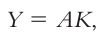 Y = AK,